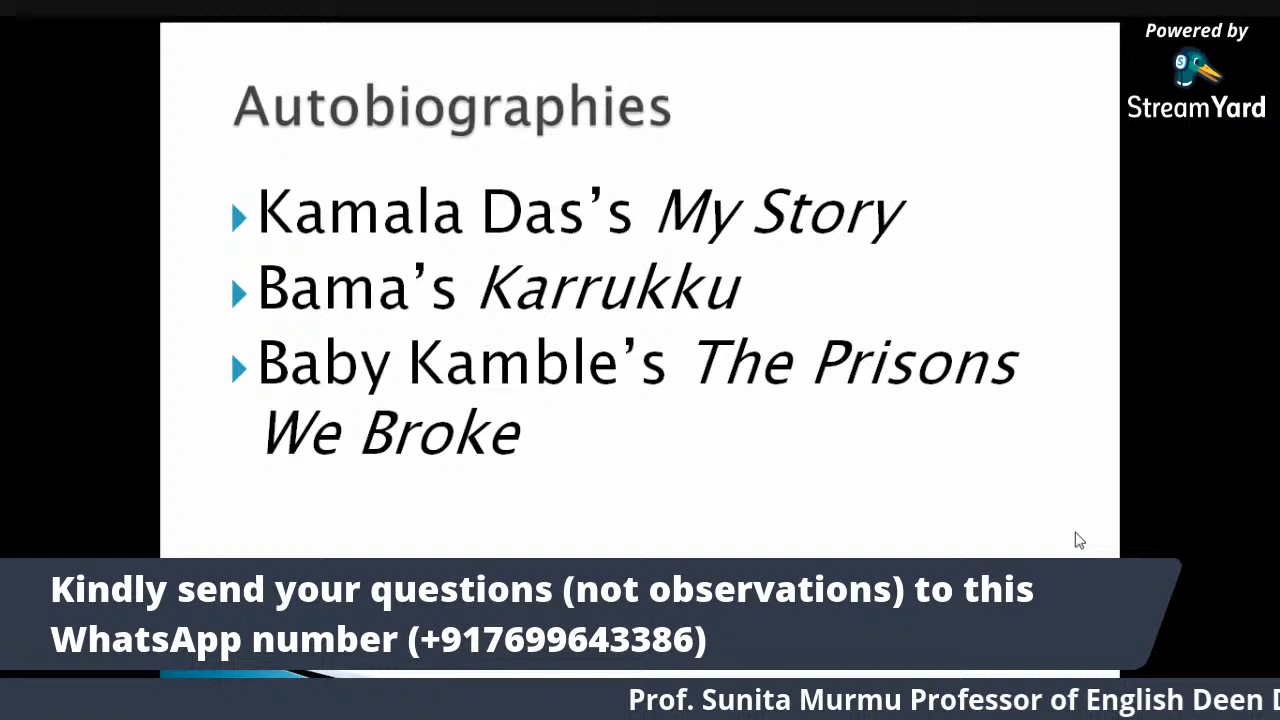 Powered by
StreamYard
Autobiographies
Kamala Das’s My Story
Bama’s Karrukku
Baby Kamble’s The Prisons
We Broke
Kindly send your questions (not observations) to this
WhatsApp number (+917699643386)
Prof. Sunita Murmu Professor of English Deen